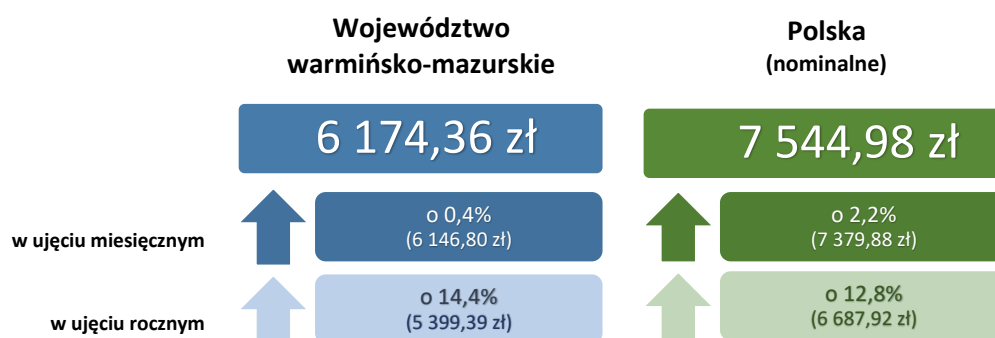 Województwo
warmińsko-mazurskie
Polska
(nominalne)
6 174,36 zł
7 544,98 zł
w ujęciu miesięcznym
o 0,4%
(6 146,80 zł)
o 2,2%
(7 379,88 zł)
w ujęciu rocznym
o 14,4%
(5 399,39 zł)
o 12,8%
(6 687,92 zł)